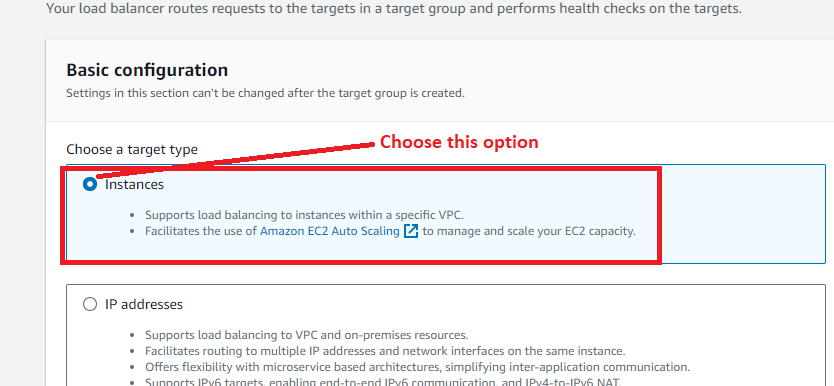 Your load balancer routes requests to the targets in a target group and performs health checks on the targets.
Basic configuration
Settings in this section can't be changed after the target group is created.
Choose a target type
Choose this option
Instances
• Supports load balancing to instances within a specific VPC.
• Facilitates the use of Amazon EC2 Auto Scaling to manage and scale your EC2 capacity.
IP addresses
• Supports load balancing to VPC and on-premises resources.
• Facilitates routing to multiple IP addresses and network interfaces on the same instance.
• Offers flexibility with microservice based architectures, simplifying inter-application communication.
• Supports IPv6 targets, enabling end-to-end IPv6 communication, and IPv4-to-IPv6 NAT.